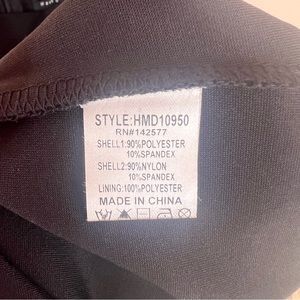 STYLE:HMD10950
RN#142577
SHELL1:90%POLYESTER
10%SPANDEX
SHELL2:90%NYLON
10%SPANDEX
LINING:100%POLYESTER
MADE IN CHINA